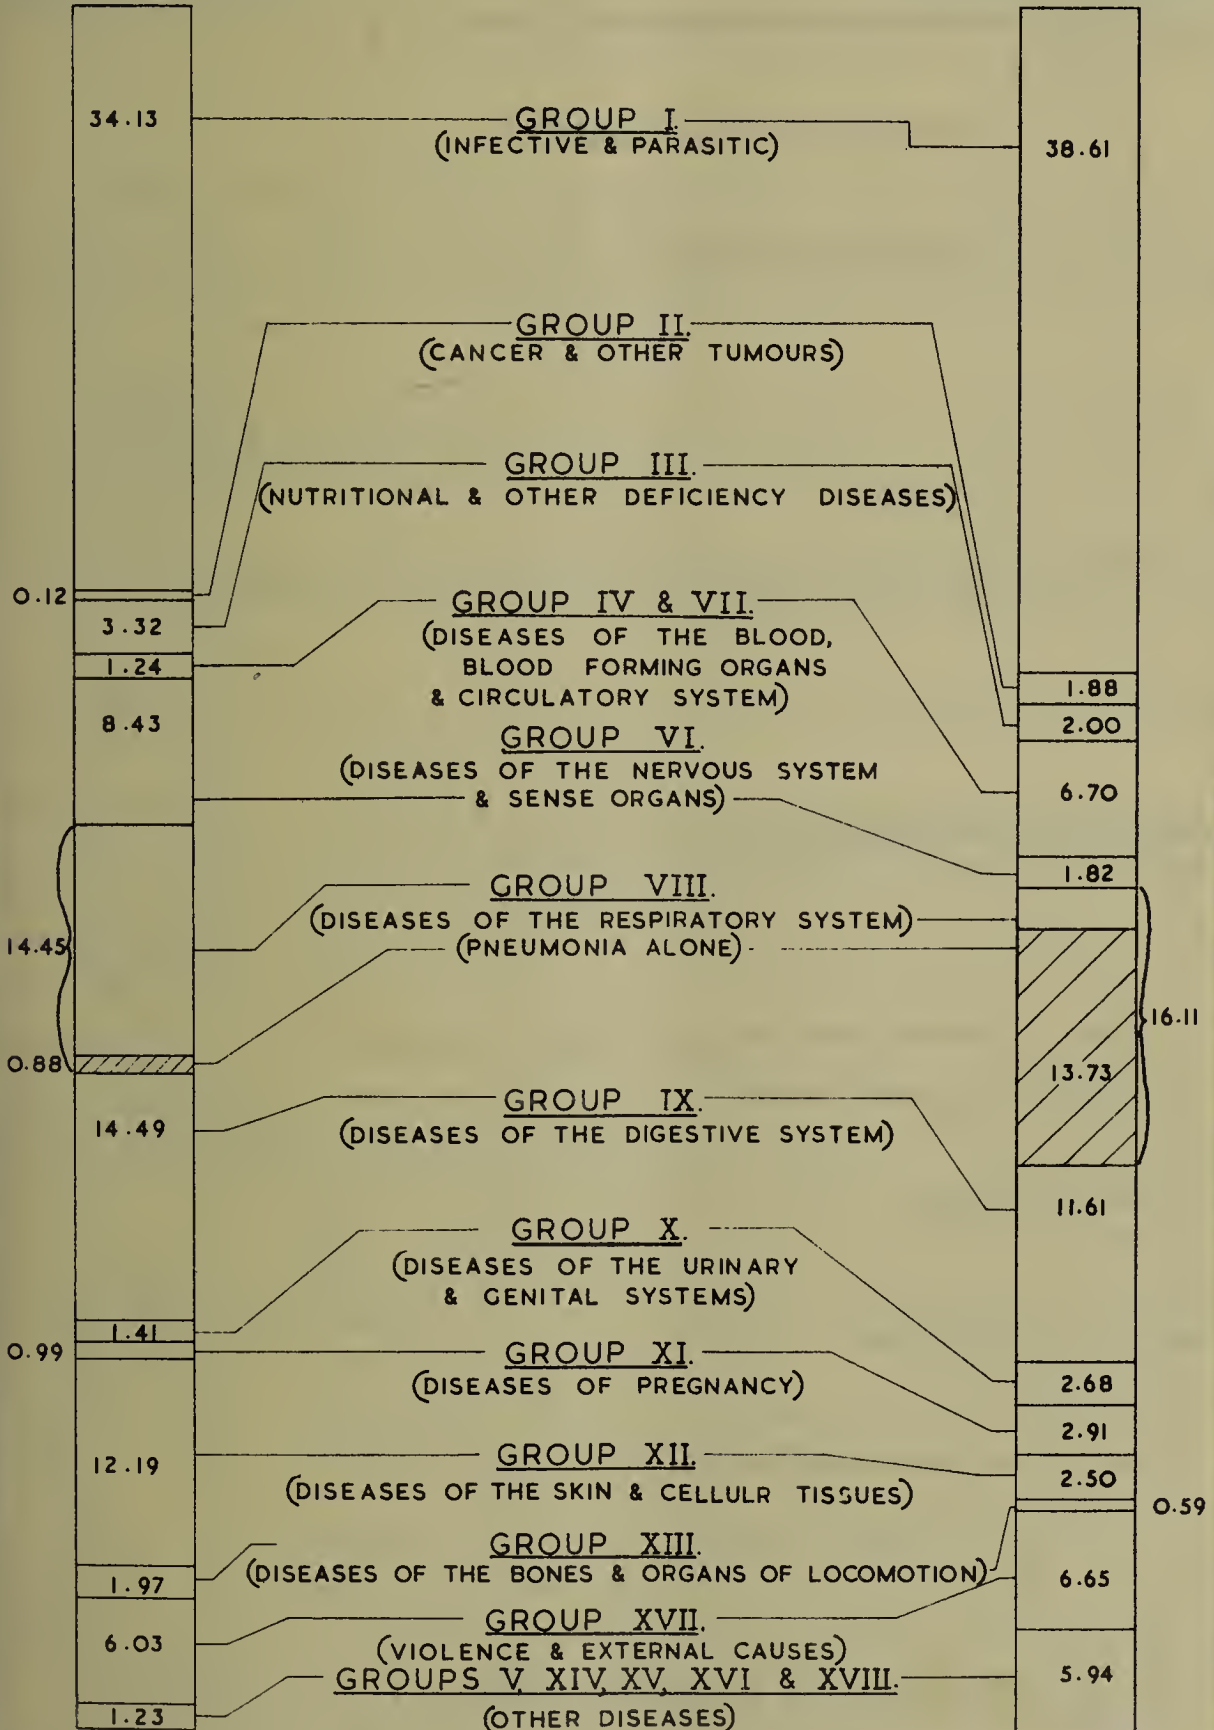 34.13
GROUP I.
(INFECTIVE & PARASITIC)
38.61
GROUP II.
(CANCER & OTHER TUMOURS)
GROUP III.
(NUTRITIONAL & OTHER DEFICIENCY DISEASES)
0.12
3.32
1.24
8.43
GROUP IV & VII.
(DISEASES OF THE BLOOD,
BLOOD FORMING ORGANS
& CIRCULATORY SYSTEM)
1.88
2.00
6.70
GROUP VI.
(DISEASES OF THE NERVOUS SYSTEM
& SENSE ORGANS)
1.82
GROUP VIII.
(DISEASES OF THE RESPIRATORY SYSTEM)
(PNEUMONIA ALONE)
14.45
16.11
0.88
13.73
14.49
GROUP IX.
(DISEASES OF THE DIGESTIVE SYSTEM)
11.61
GROUP X.
(DISEASES OF THE URINARY
& GENITAL SYSTEMS)
1.41
0.99
GROUP XI.
(DISEASES OF PREGNANCY)
2.68
2.91
12.19
GROUP XII.
(DISEASES OF THE SKIN & CELLULR TISSUES)
2.50
0.59
GROUP XIII.
(DISEASES OF THE BONES & ORGANS OF LOCOMOTION)
1.97
6.65
6.03
GROUP XVII.
(VIOLENCE & EXTERNAL CAUSES)
GROUPS V, XIV, XV, XVI & XVIII.
(OTHER DISEASES)
5.94
1.23